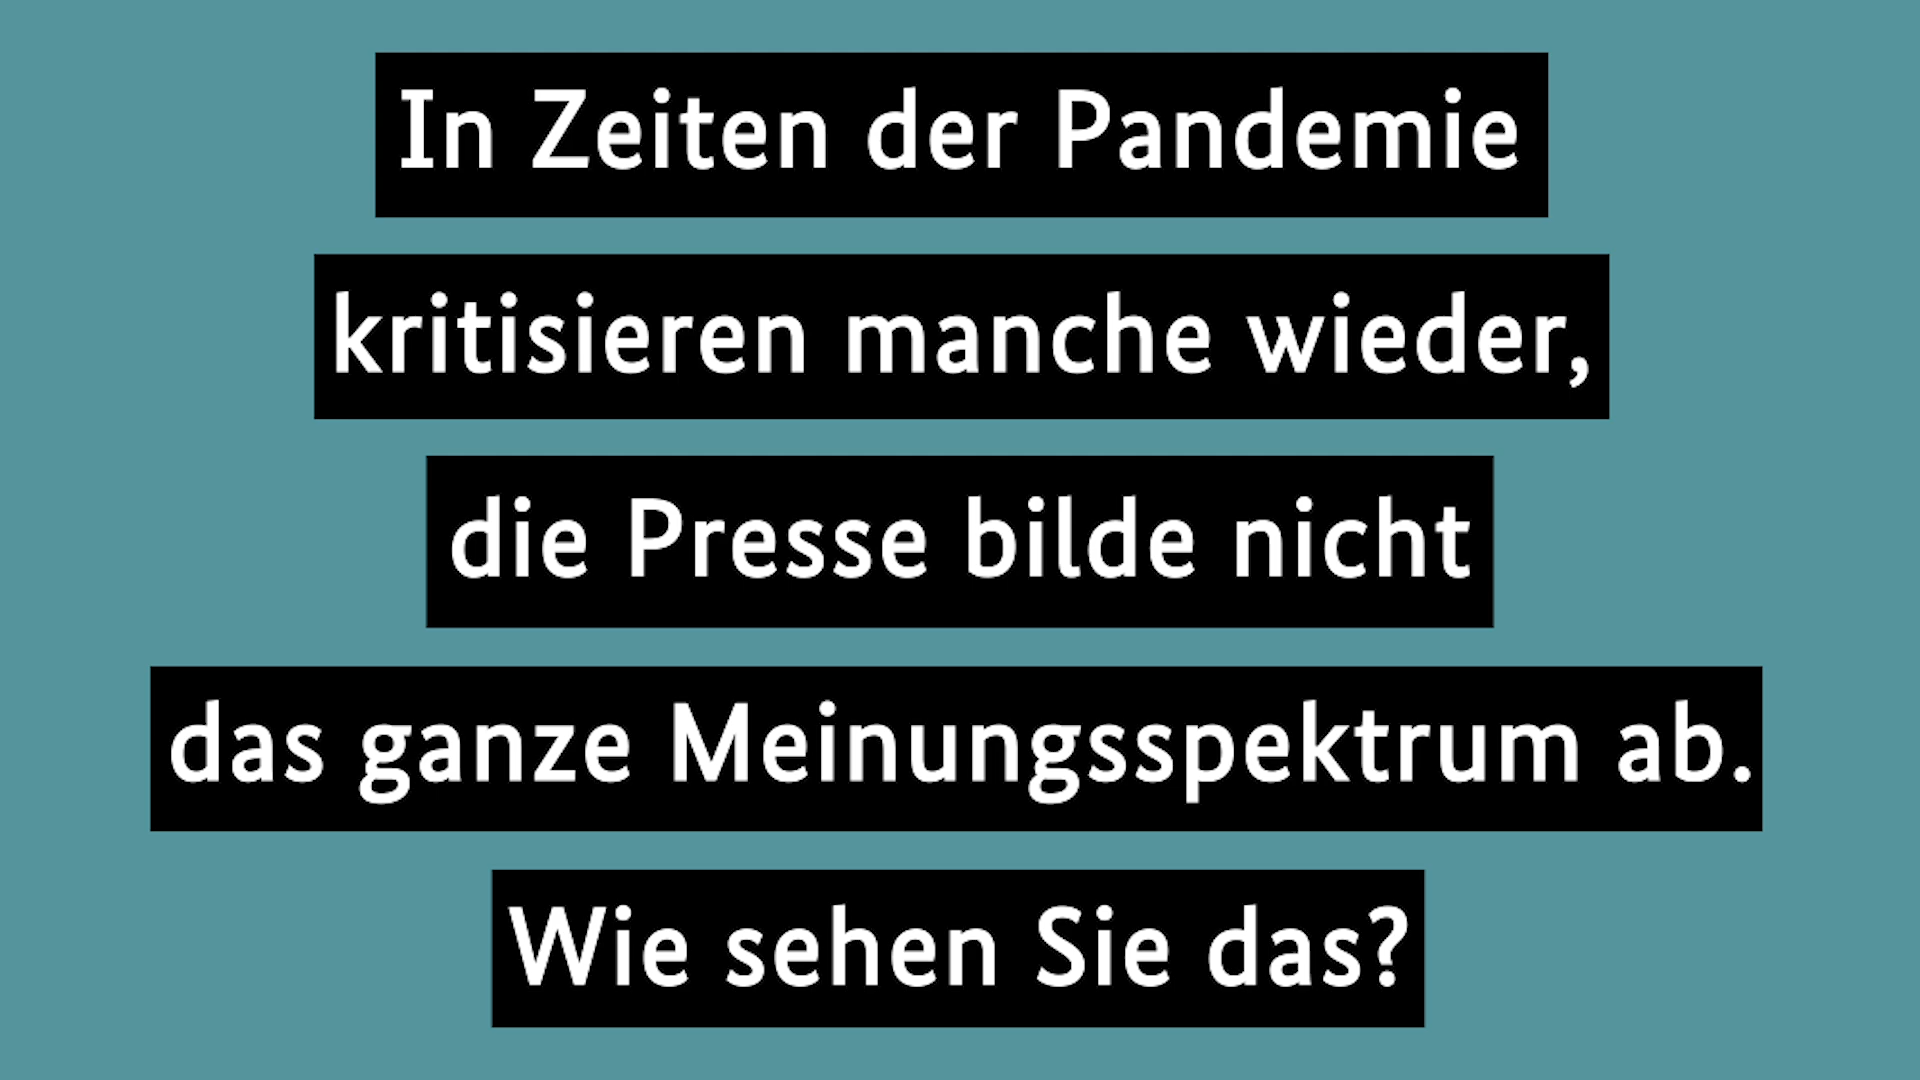 In Zeiten der Pandemie
kritisieren manche wieder,
die Presse bilde nicht
das ganze Meinungsspektrum ab.
Wie sehen Sie das?